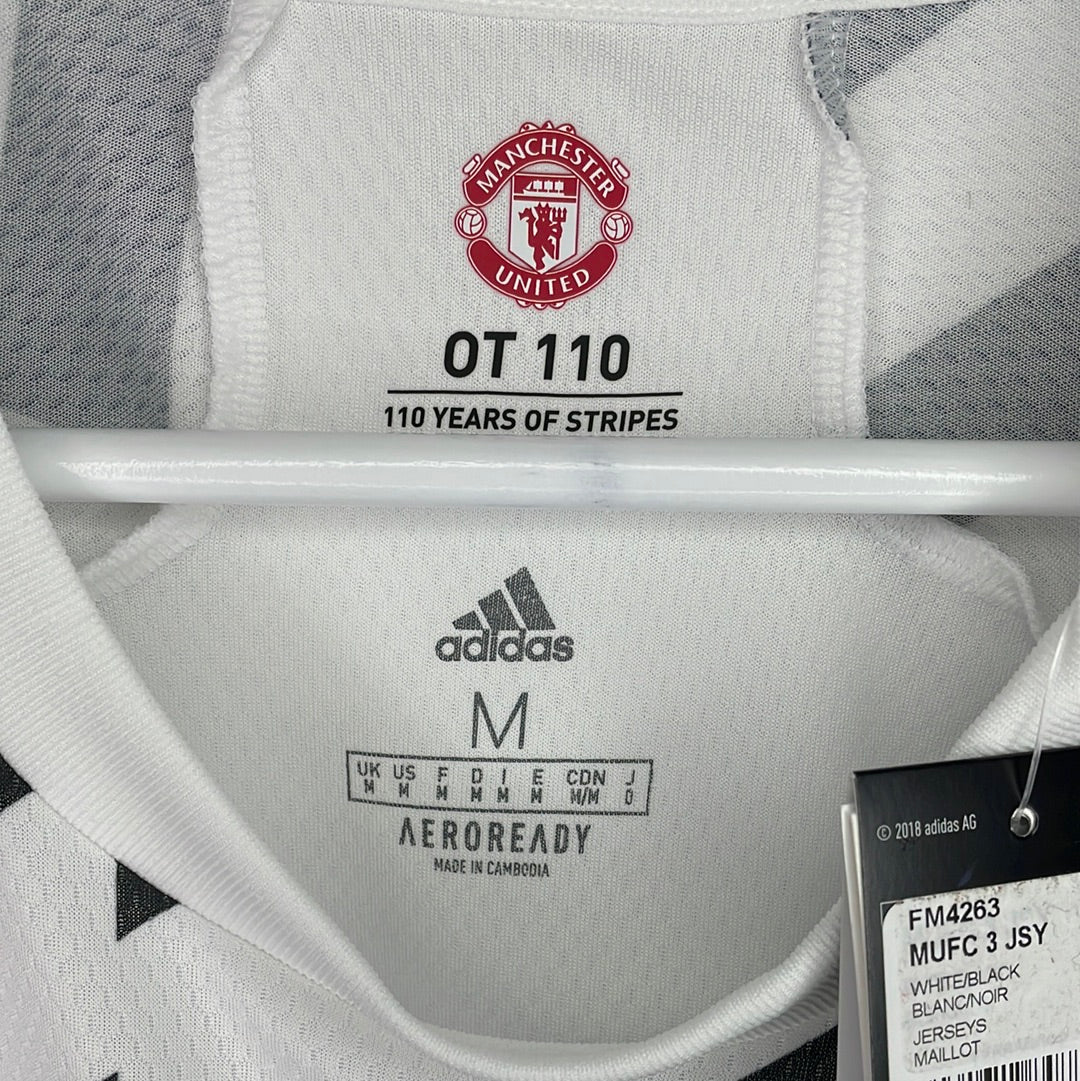 MANCHESTER
UNITED
OT 110
110 YEARS OF STRIPES
adidas
M
UK US F D I E CDN J
M M M M M M M/M O
AEROREADY
MADE IN CAMBODIA
© 2018 adidas AG
FM4263
MUFC 3 JSY
WHITE/BLACK
BLANC/NOIR
JERSEYS
MAILLOT